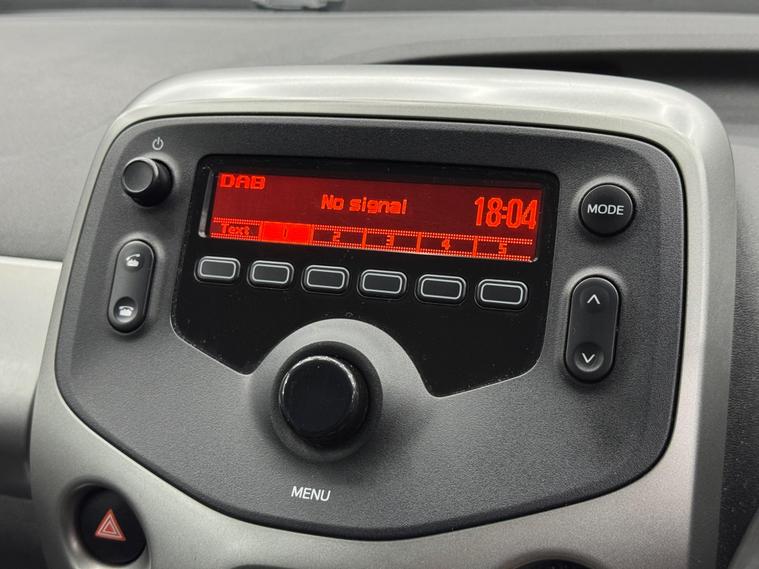 DAB
No signal
18:04
Text 1 2 3 4 5
MODE
MENU